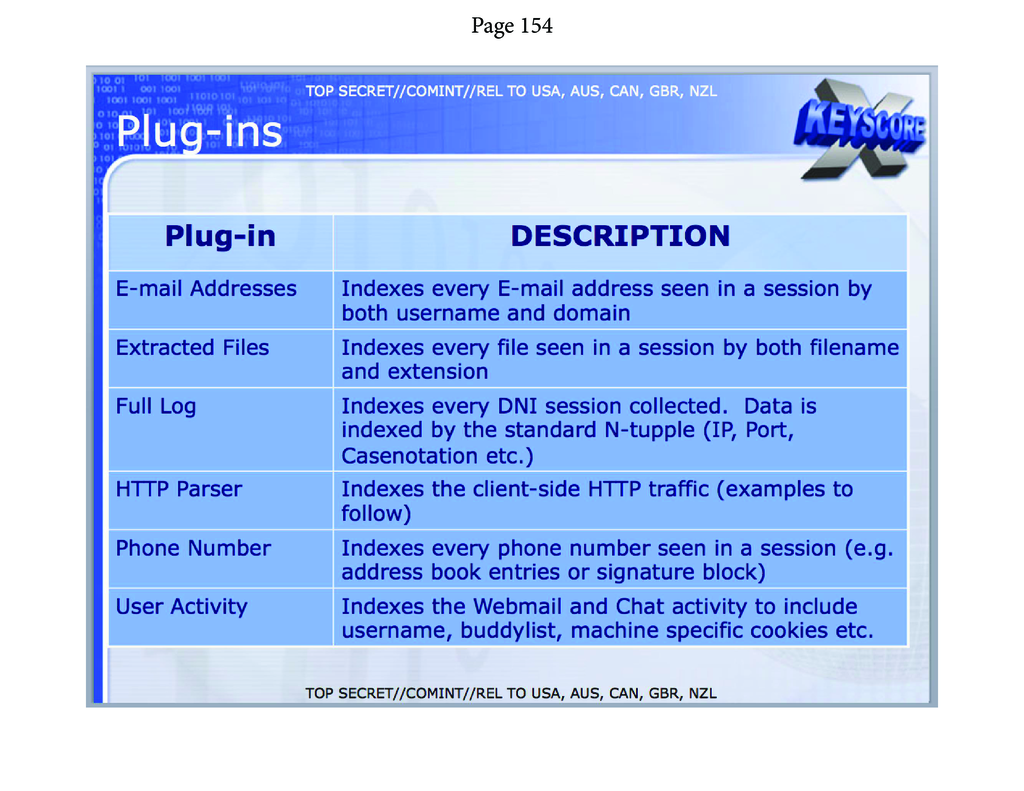 Page 154
TOP SECRET//COMINT//REL TO USA, AUS, CAN, GBR, NZL
Plug-ins
X
KEYSCORE
Plug-in
DESCRIPTION
E-mail Addresses
Indexes every E-mail address seen in a session by
both username and domain
Extracted Files
Indexes every file seen in a session by both filename
and extension
Full Log
Indexes every DNI session collected.  Data is
indexed by the standard N-tupple (IP, Port,
Casenotation etc.)
HTTP Parser
Indexes the client-side HTTP traffic (examples to
follow)
Phone Number
Indexes every phone number seen in a session (e.g.
address book entries or signature block)
User Activity
Indexes the Webmail and Chat activity to include
username, buddylist, machine specific cookies etc.
TOP SECRET//COMINT//REL TO USA, AUS, CAN, GBR, NZL